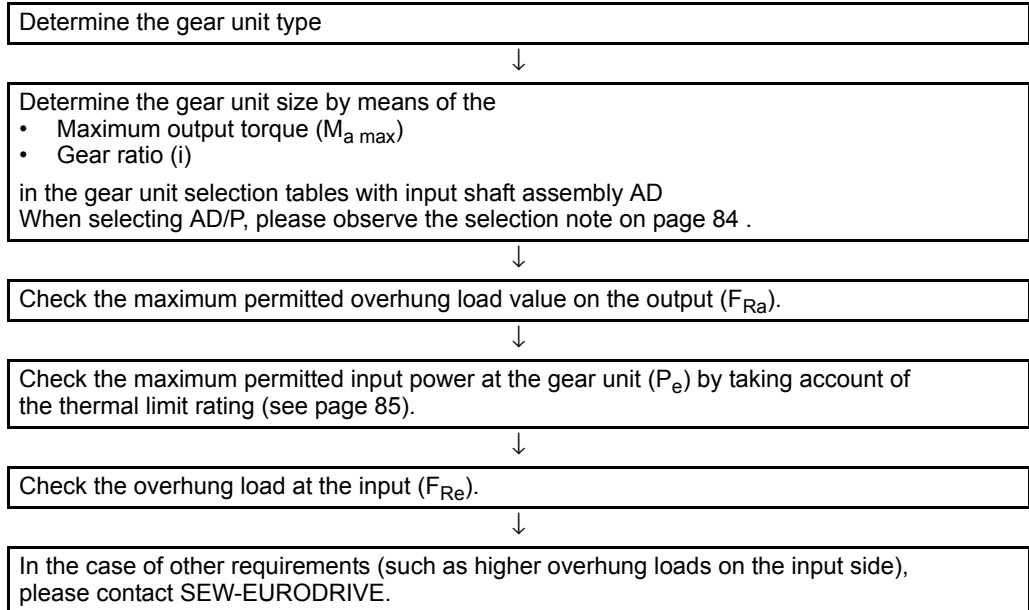 Determine the gear unit type
↓
Determine the gear unit size by means of the
• Maximum output torque (Ma max)
• Gear ratio (i)
in the gear unit selection tables with input shaft assembly AD
When selecting AD/P, please observe the selection note on page 84 .
↓
Check the maximum permitted overhung load value on the output (FRa).
↓
Check the maximum permitted input power at the gear unit (Pe) by taking account of
the thermal limit rating (see page 85).
↓
Check the overhung load at the input (FRe).
↓
In the case of other requirements (such as higher overhung loads on the input side),
please contact SEW-EURODRIVE.